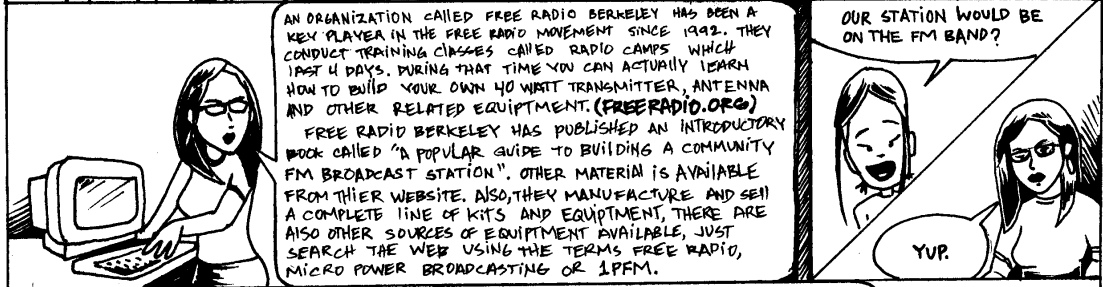 AN ORGANIZATION CALLED FREE RADIO BERKELEY HAS BEEN A
KEY PLAYER IN THE FREE RADIO MOVEMENT SINCE 1992. THEY
CONDUCT TRAINING CLASSES CALLED RADIO CAMPS WHICH
LAST 4 DAYS. DURING THAT TIME YOU CAN ACTUALLY LEARN
HOW TO BUILD YOUR OWN 40 WATT TRANSMITTER, ANTENNA
AND OTHER RELATED EQUIPTMENT. (FREERADIO.ORG)
FREE RADIO BERKELEY HAS PUBLISHED AN INTRODUCTORY
BOOK CALLED "A POPULAR GUIDE TO BUILDING A COMMUNITY
FM BROADCAST STATION". OTHER MATERIAL IS AVAILABLE
FROM THIER WEBSITE. ALSO, THEY MANUFACTURE AND SELL
A COMPLETE LINE OF KITS AND EQUIPTMENT, THERE ARE
ALSO OTHER SOURCES OF EQUIPTMENT AVAILABLE, JUST
SEARCH THE WEB USING THE TERMS FREE RADIO,
MICRO POWER BROADCASTING OR 1PFM.
OUR STATION WOULD BE
ON THE FM BAND?
YUP.